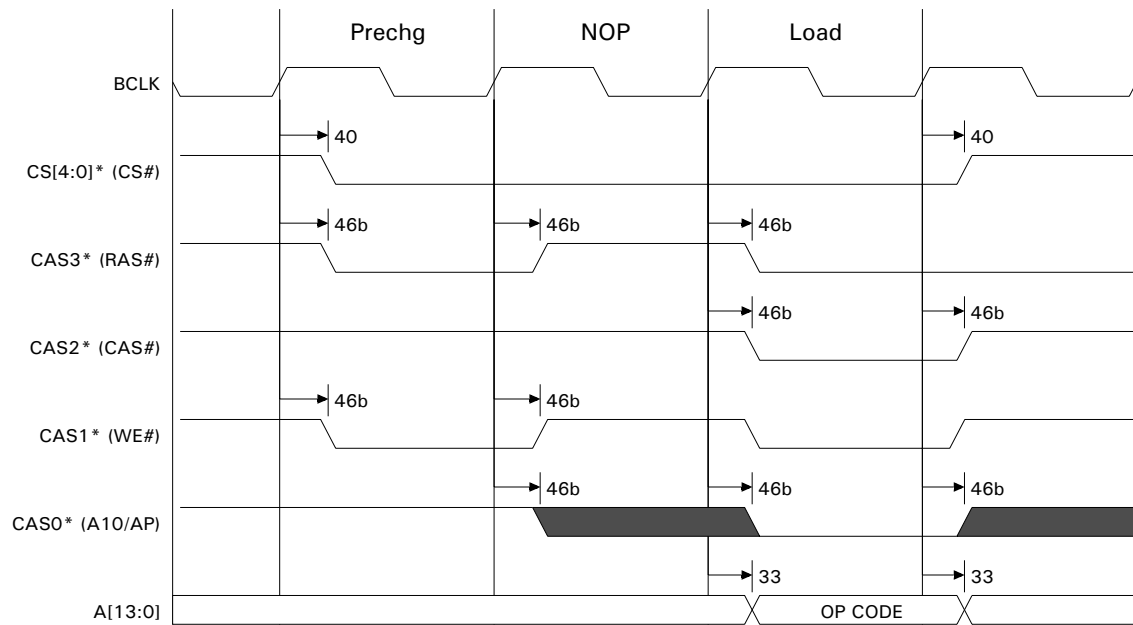 Prechg NOP Load
BCLK
40 40
CS[4:0]* (CS#)
46b 46b 46b
CAS3* (RAS#)
46b 46b
CAS2* (CAS#)
46b 46b
CAS1* (WE#)
46b 46b 46b
CAS0* (A10/AP)
33 33
A[13:0] OP CODE